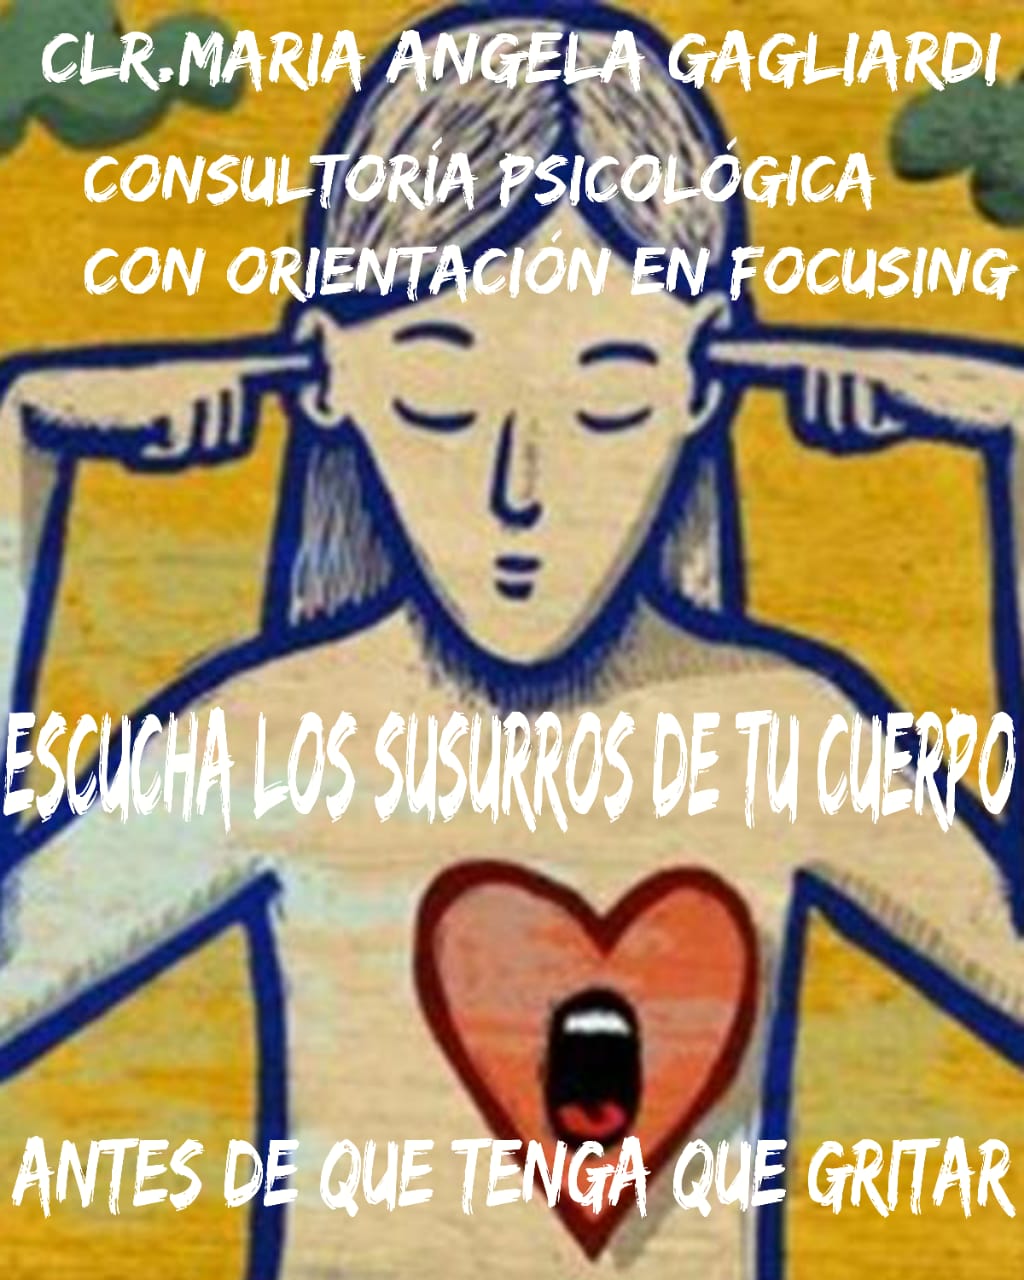 CLR.MARIA ANGELA GAGLIARDI
CONSULTORÍA PSICOLÓGICA
CON ORIENTACIÓN EN FOCUSING
ESCUCHA LOS SUSURROS DE TU CUERPO
ANTES DE QUE TENGA QUE GRITAR